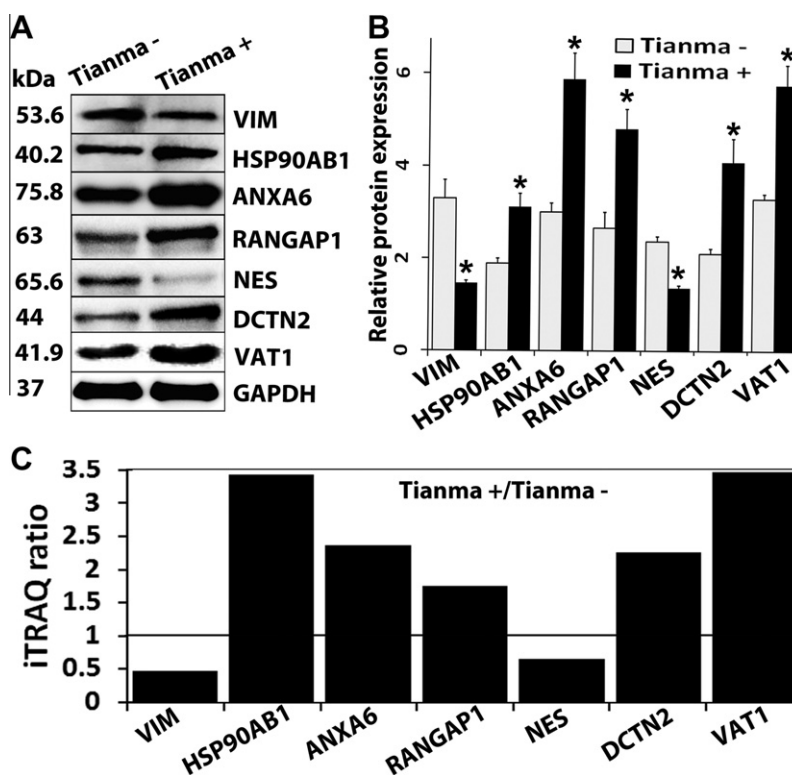 A
kDa
Tianma -
Tianma +
53.6 VIM
40.2 HSP90AB1
75.8 ANXA6
63 RANGAP1
65.6 NES
44 DCTN2
41.9 VAT1
37 GAPDH
B
Tianma -
Tianma +
Relative protein expression
6
4
2
0
*
*
*
*
*
*
*
VIM
HSP90AB1
ANXA6
RANGAP1
NES
DCTN2
VAT1
C
Tianma +/Tianma -
iTRAQ ratio
3.5
3
2.5
2
1.5
1
0.5
0
VIM
HSP90AB1
ANXA6
RANGAP1
NES
DCTN2
VAT1